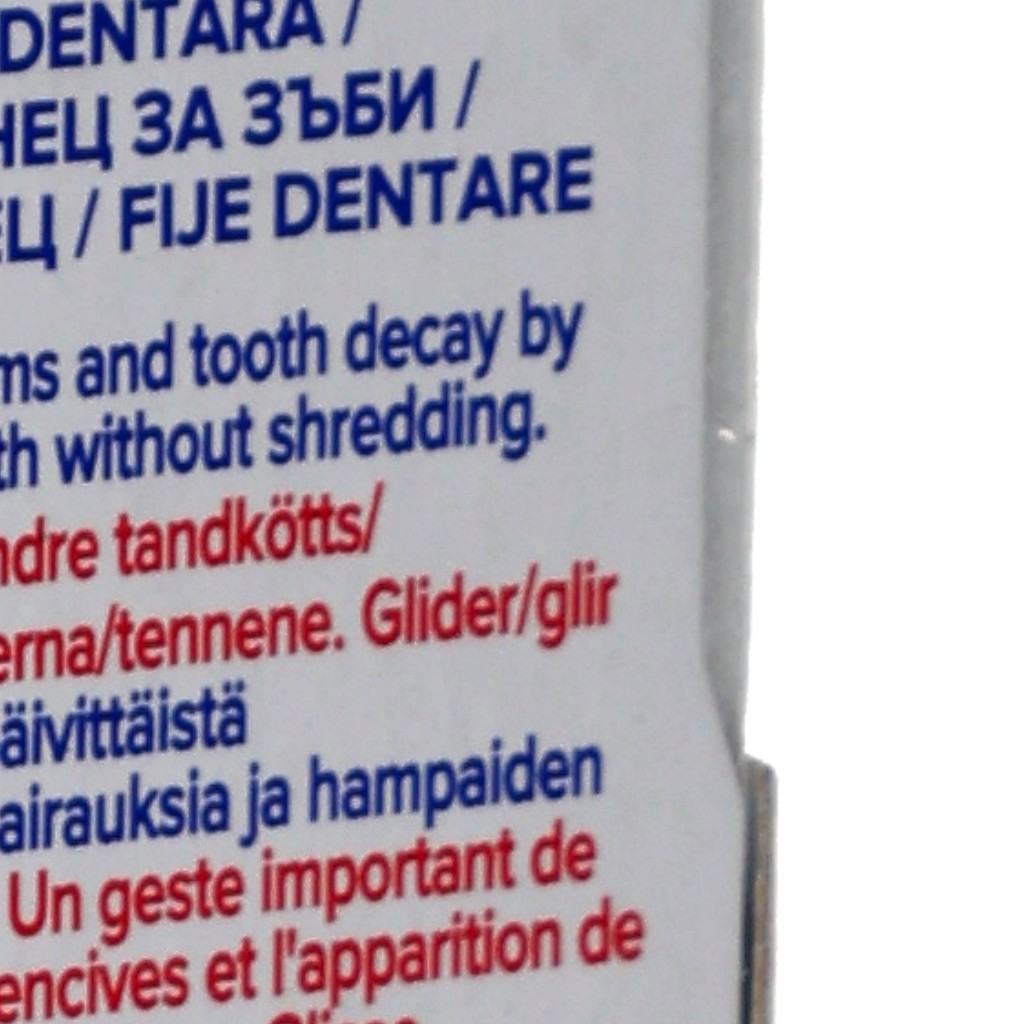 DENTARA /
НЕЦ ЗА ЗЪБИ /
ЕЦ / FIJE DENTARE
ms and tooth decay by
th without shredding.
ndre tandkötts/
erna/tennene. Glider/glir
äivittäistä
airauksia ja hampaiden
Un geste important de
encives et l'apparition de